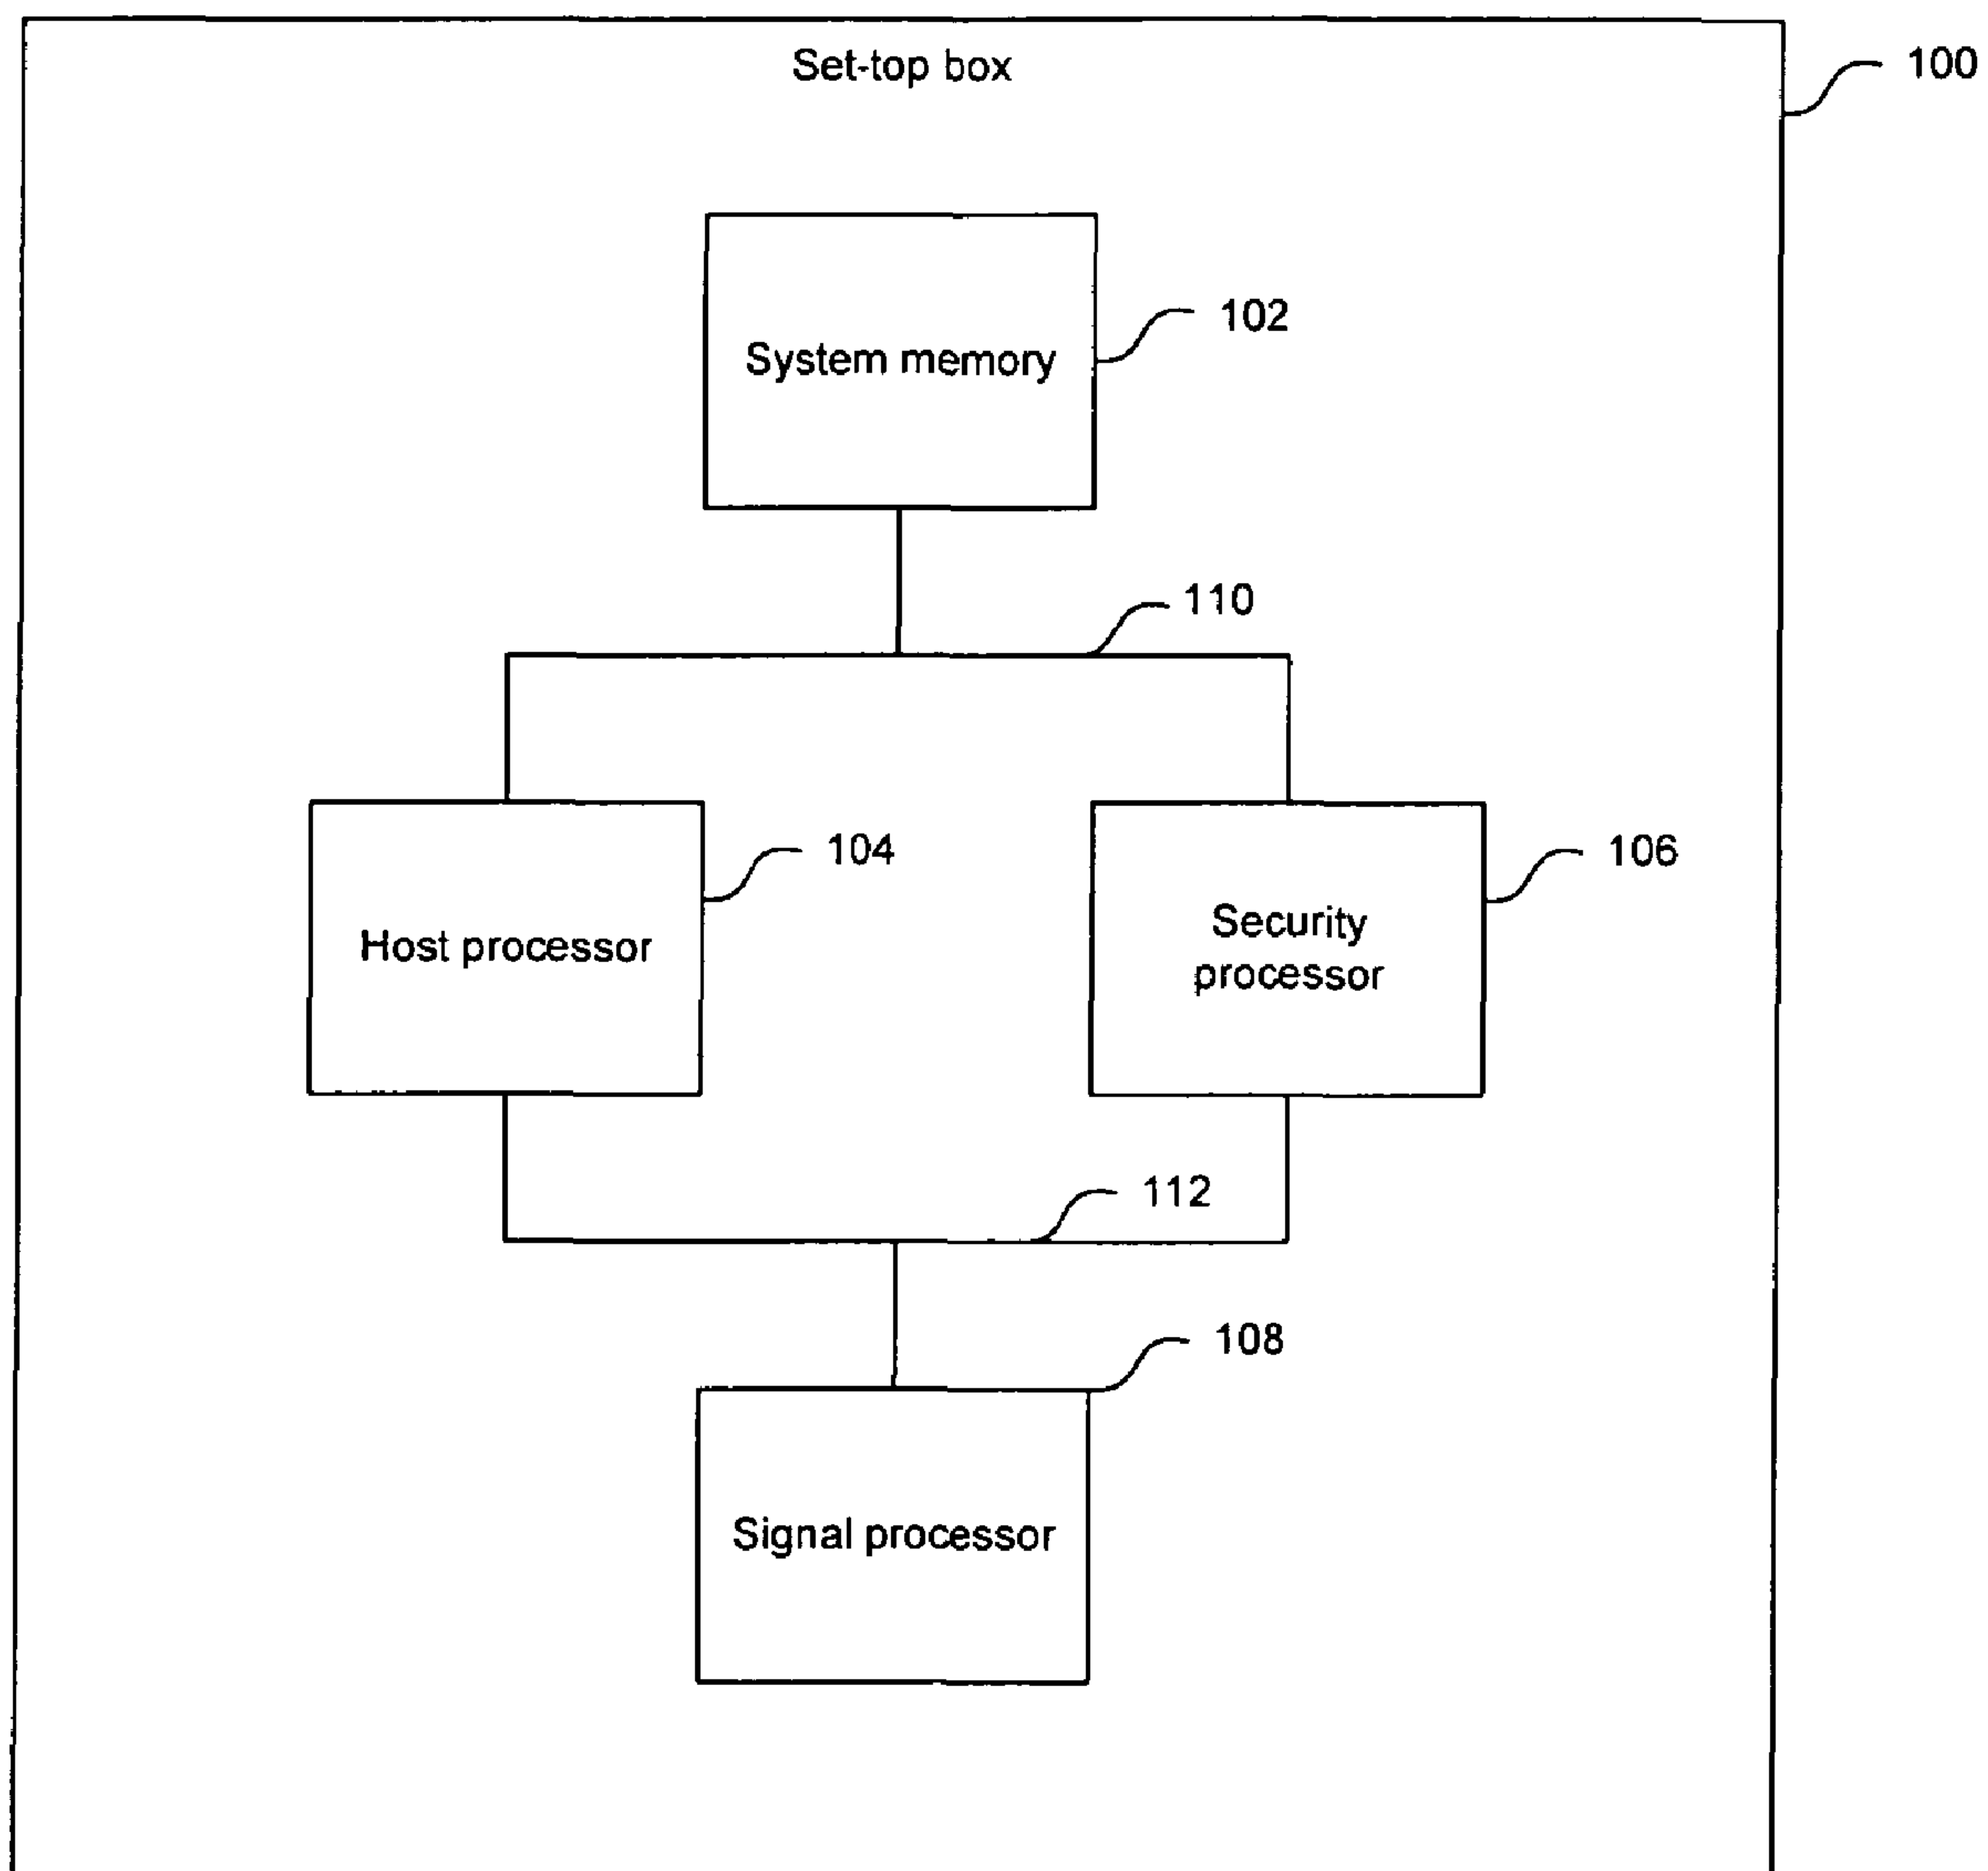 Set-top box
100
102
System memory
110
104
106
Host processor
Security
processor
112
108
Signal processor